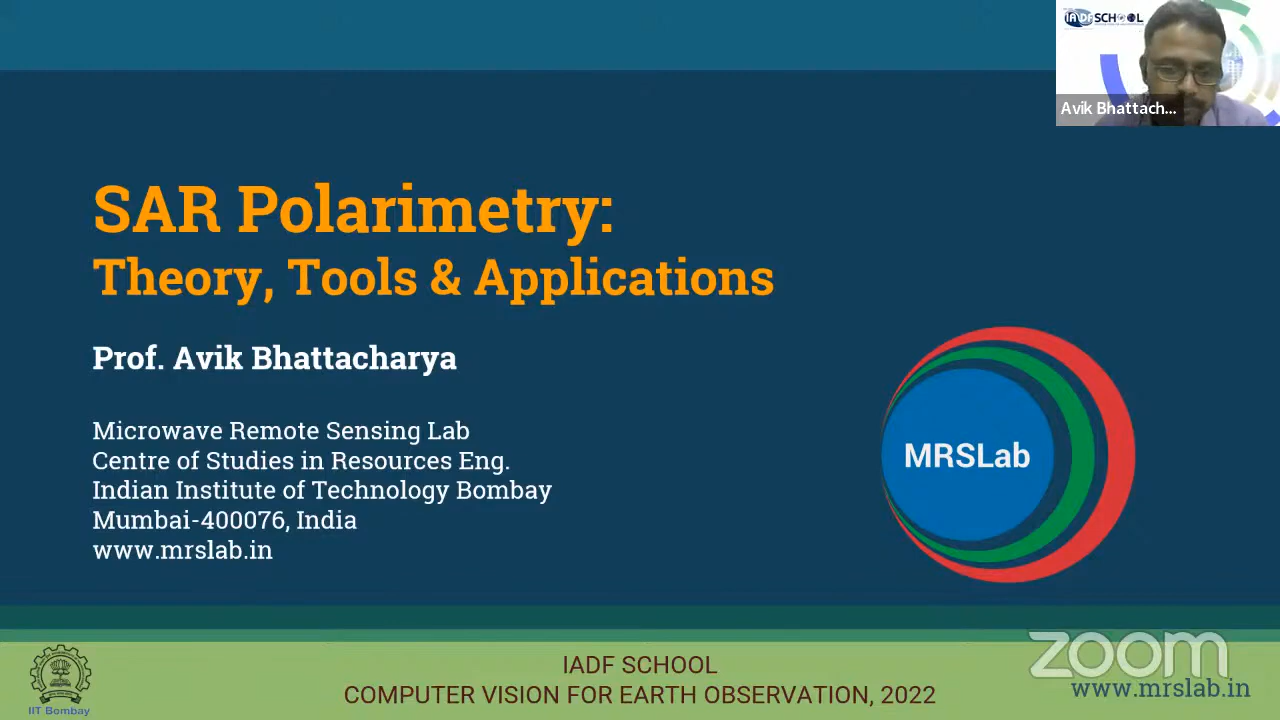 IADFSCHOOL
Avik Bhattach...
SAR Polarimetry:
Theory, Tools & Applications
Prof. Avik Bhattacharya
Microwave Remote Sensing Lab
Centre of Studies in Resources Eng.
Indian Institute of Technology Bombay
Mumbai-400076, India
www.mrslab.in
MRSLab
IIT Bombay
IADF SCHOOL
COMPUTER VISION FOR EARTH OBSERVATION, 2022
zoom
www.mrslab.in